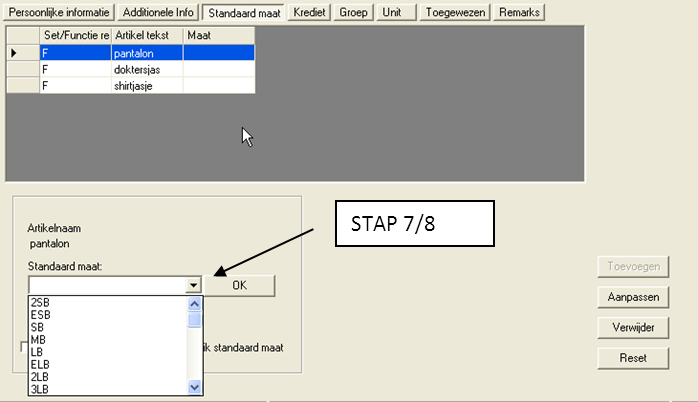 Persoonlijke informatie Additionele Info Standaard maat Krediet Groep Unit Toegewezen Remarks
Set/Functie re Artikel tekst Maat
F pantalon
F doktersjas
F shirtjasje
STAP 7/8
Artikelnaam
pantalon
Standaard maat:
OK
2SB
ESB
SB
MB
LB
ELB
2LB
3LB
standaard maat
Toevoegen
Aanpassen
Verwijder
Reset